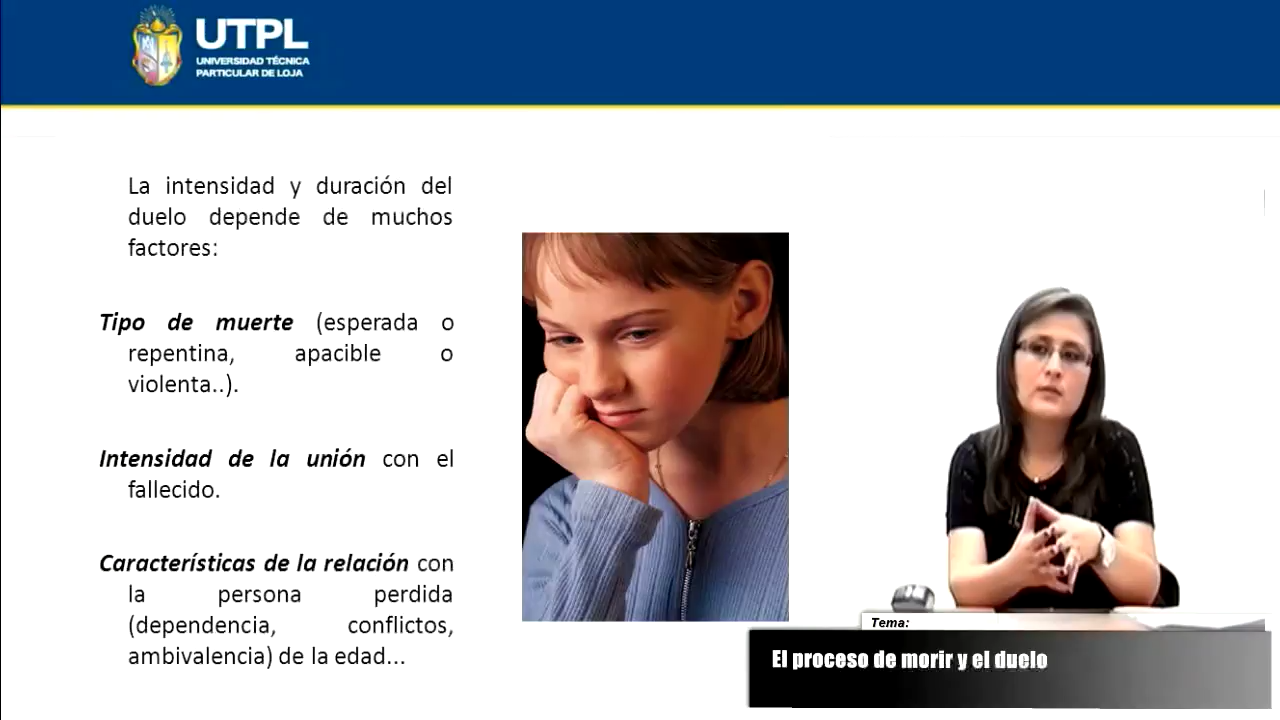 UTPL
UNIVERSIDAD TÉCNICA
PARTICULAR DE LOJA
La intensidad y duración del
duelo depende de muchos
factores:
Tipo de muerte (esperada o
repentina, apacible o
violenta..).
Intensidad de la unión con el
fallecido.
Características de la relación con
la persona perdida
(dependencia, conflictos,
ambivalencia) de la edad...
Tema:
El proceso de morir y el duelo